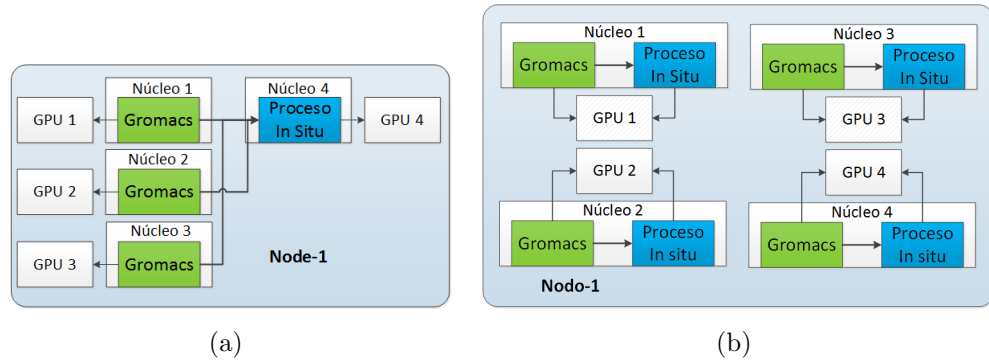 Núcleo 1
Núcleo 4
GPU 1
Gromacs
Proceso
In Situ
GPU 4
Núcleo 2
GPU 2
Gromacs
Núcleo 3
GPU 3
Gromacs
Node-1
(a)
Núcleo 1
Gromacs
Proceso
In Situ
GPU 1
Núcleo 3
Gromacs
Proceso
In Situ
GPU 3
GPU 2
Núcleo 2
Gromacs
Proceso
In situ
GPU 4
Núcleo 4
Gromacs
Proceso
In situ
Nodo-1
(b)